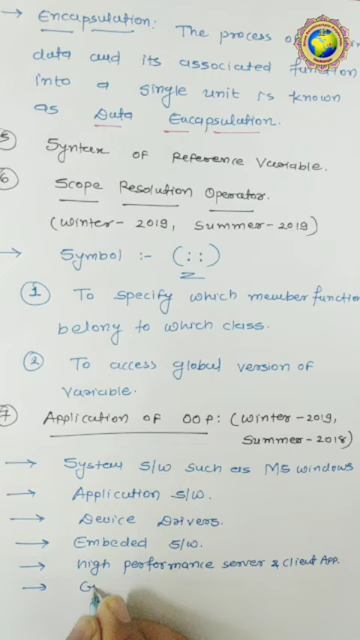 → Encapsulation: The process o
data and its associated function
into a single unit is known
as Data Encapsulation.
5 Syntax of Reference Variable.
6 Scope Resolution Operator.
(Winter-2019, Summer-2019)
→ Symbol :- (::)
1 To specify which member function
belong to which class.
2 To access global version of
Variable.
7 Application of OOP: (Winter-2019,
Summer-2018)
→ System S/W such as MS windows
→ Application S/W.
→ Device Drivers.
→ Embeded S/W.
→ High performance server & client App.
→ G